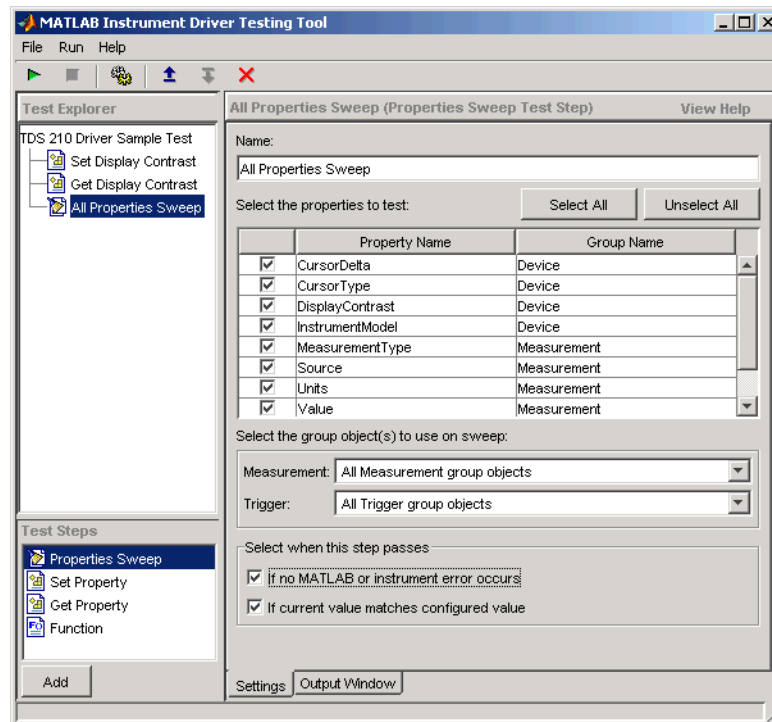 MATLAB Instrument Driver Testing Tool
File Run Help
Test Explorer
TDS 210 Driver Sample Test
Set Display Contrast
Get Display Contrast
All Properties Sweep
Test Steps
Properties Sweep
Set Property
Get Property
Function
Add
All Properties Sweep (Properties Sweep Test Step) View Help
Name:
All Properties Sweep
Select the properties to test: Select All Unselect All
Property Name Group Name
CursorDelta Device
CursorType Device
DisplayContrast Device
InstrumentModel Device
MeasurementType Measurement
Source Measurement
Units Measurement
Value Measurement
Select the group object(s) to use on sweep:
Measurement: All Measurement group objects
Trigger: All Trigger group objects
Select when this step passes
If no MATLAB or instrument error occurs
If current value matches configured value
Settings Output Window